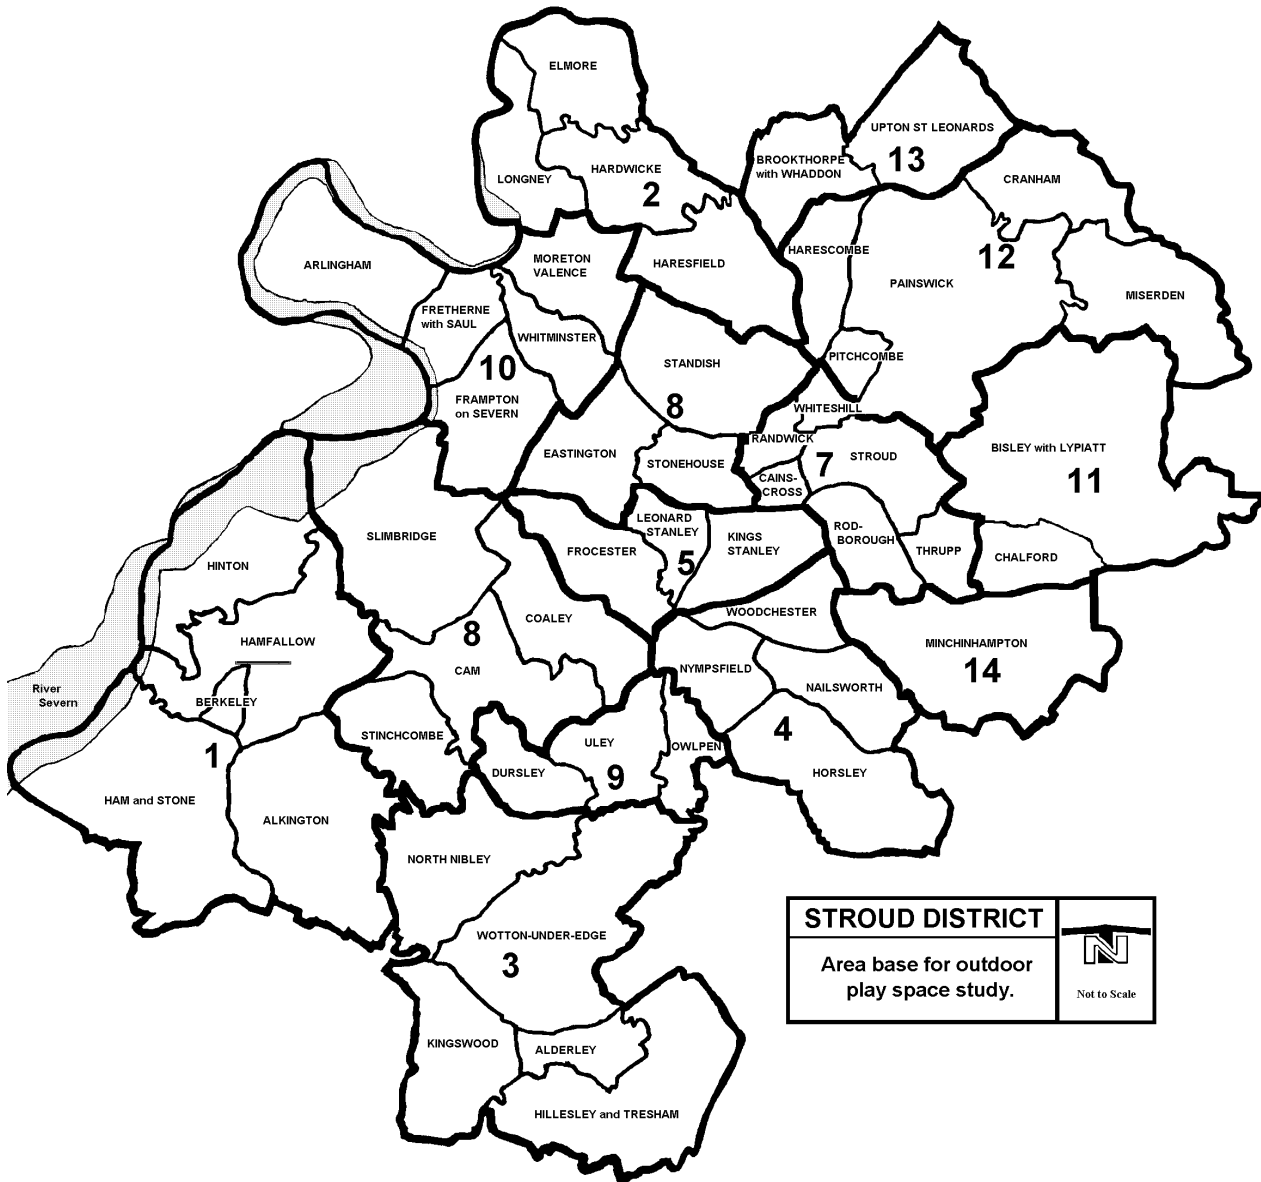 ELMORE
UPTON ST LEONARDS
13
BROOKTHORPE
with WHADDON
HARDWICKE
2
LONGNEY
CRANHAM
ARLINGHAM
MORETON
VALENCE
HARESFIELD
HARESCOMBE
12
PAINSWICK
MISERDEN
FRETHERNE
with SAUL
WHITMINSTER
10
STANDISH
PITCHCOMBE
FRAMPTON
on SEVERN
8
WHITESHILL
RANDWICK
EASTINGTON
STONEHOUSE
7
STROUD
BISLEY with LYPIATT
11
CAINS-
CROSS
SLIMBRIDGE
LEONARD
STANLEY
KINGS
STANLEY
ROD-
BOROUGH
THRUPP
CHALFORD
FROCESTER
5
HINTON
COALEY
WOODCHESTER
HAMFALLOW
8
CAM
MINCHINHAMPTON
14
NYMPSFIELD
NAILSWORTH
River
Severn
BERKELEY
1
STINCHCOMBE
ULEY
OWLPEN
4
DURSLEY
9
HORSLEY
HAM and STONE
ALKINGTON
NORTH NIBLEY
WOTTON-UNDER-EDGE
3
KINGSWOOD
ALDERLEY
HILLESLEY and TRESHAM
STROUD DISTRICT
Area base for outdoor
play space study.
N
Not to Scale